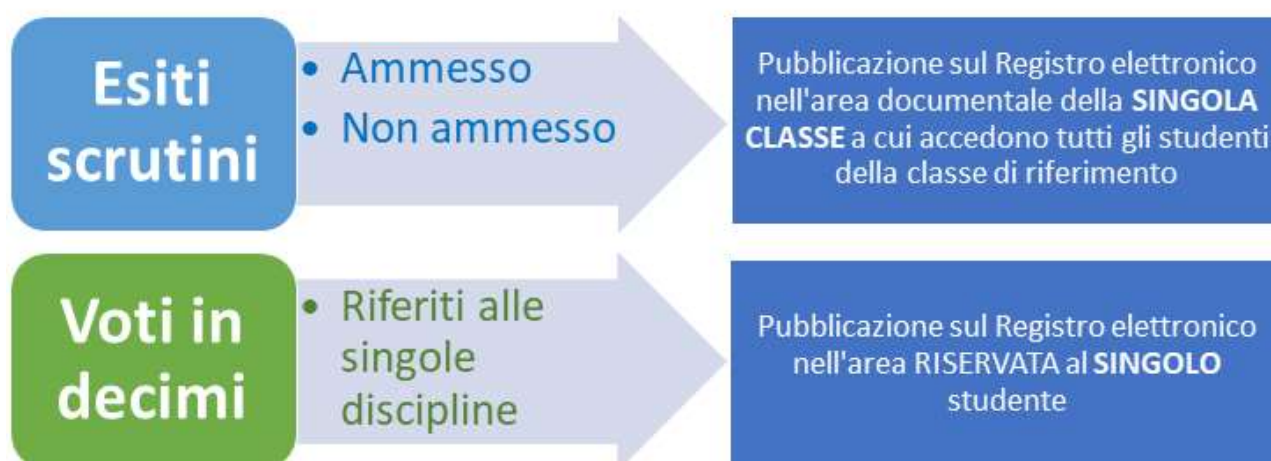 Esiti
scrutini
• Ammesso
• Non ammesso
Pubblicazione sul Registro elettronico
nell'area documentale della SINGOLA
CLASSE a cui accedono tutti gli studenti
della classe di riferimento
Voti in
decimi
• Riferiti alle
singole
discipline
Pubblicazione sul Registro elettronico
nell'area RISERVATA al SINGOLO
studente